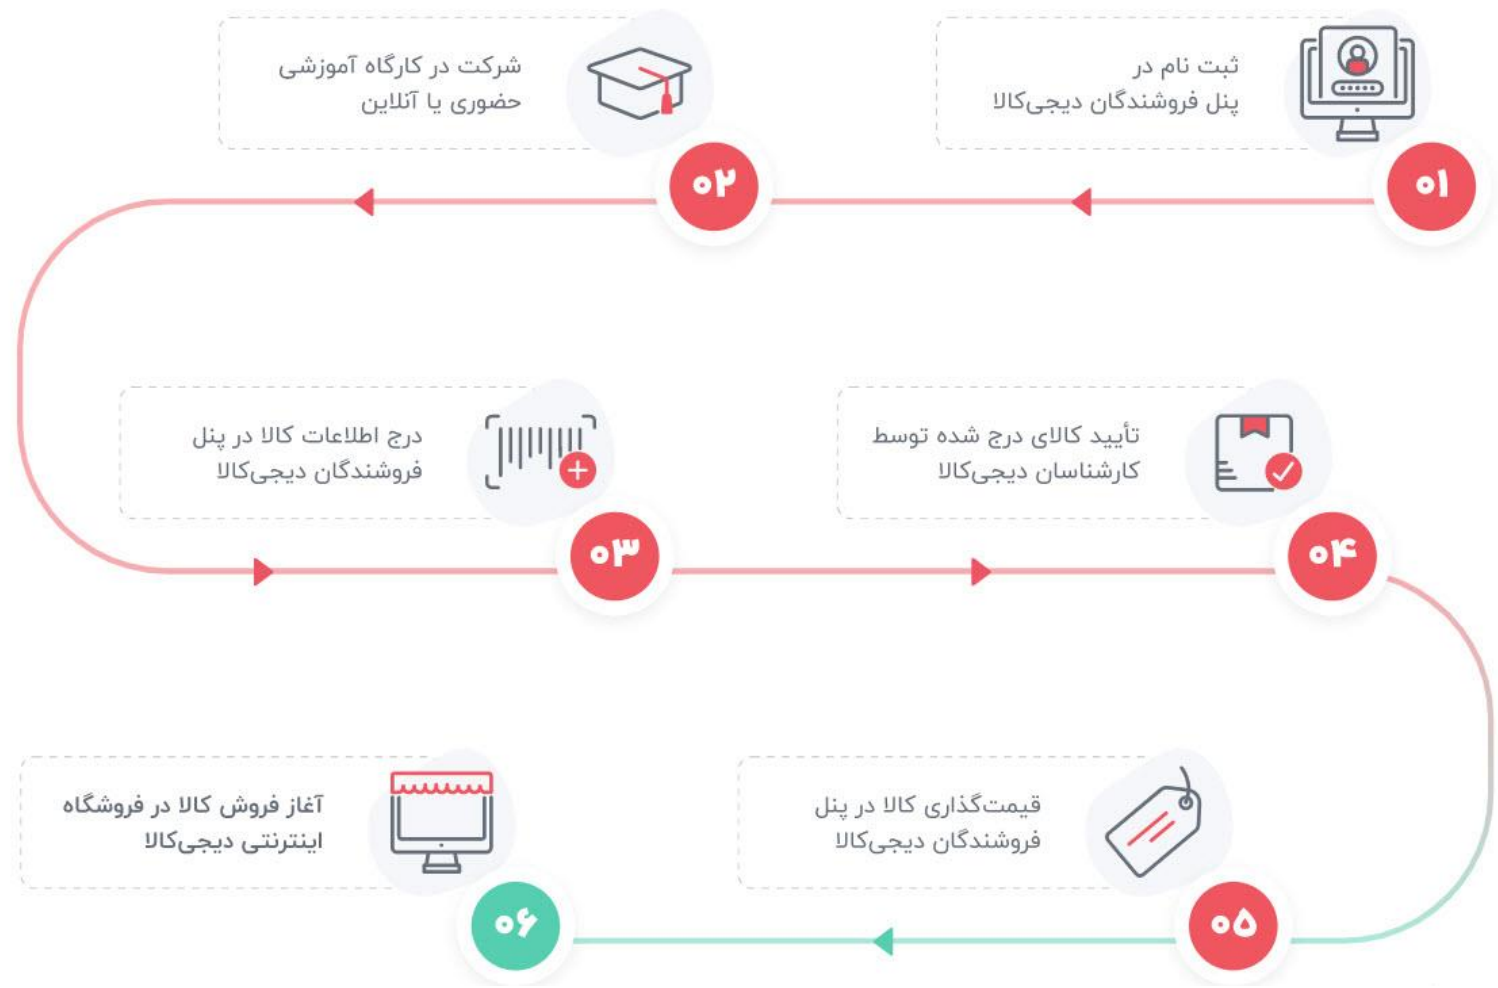 ثبت نام در
پنل فروشندگان دیجی‌کالا
۰۱
شرکت در کارگاه آموزشی
حضوری یا آنلاین
۰۲
درج اطلاعات کالا در پنل
فروشندگان دیجی‌کالا
۰۳
تأیید کالای درج شده توسط
کارشناسان دیجی‌کالا
۰۴
قیمت‌گذاری کالا در پنل
فروشندگان دیجی‌کالا
۰۵
آغاز فروش کالا در فروشگاه
اینترنتی دیجی‌کالا
۰۶